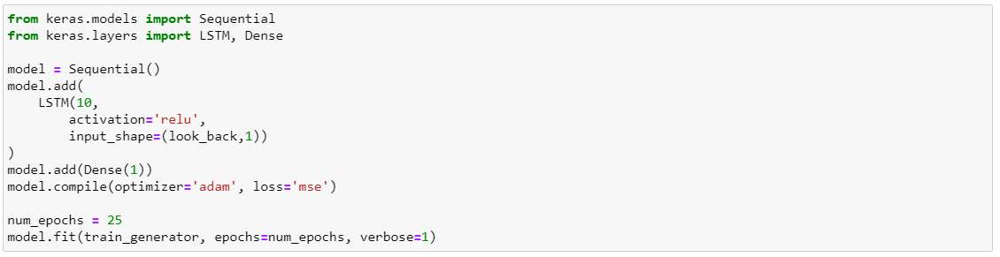 from keras.models import Sequential
from keras.layers import LSTM, Dense

model = Sequential()
model.add(
    LSTM(10,
        activation='relu',
        input_shape=(look_back,1))
)
model.add(Dense(1))
model.compile(optimizer='adam', loss='mse')

num_epochs = 25
model.fit(train_generator, epochs=num_epochs, verbose=1)